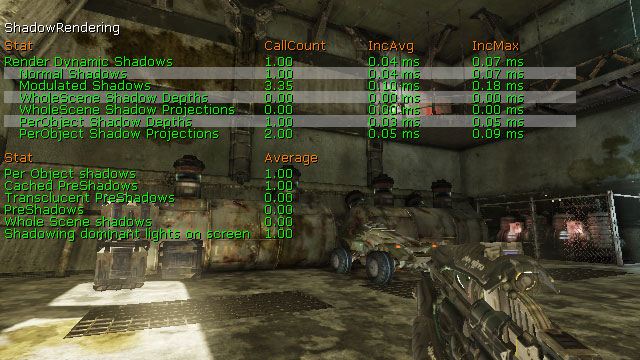 ShadowRendering
Stat CallCount IncAvg IncMax
Render Dynamic Shadows 1.00 0.04 ms 0.07 ms
Normal Shadows 1.00 0.04 ms 0.07 ms
Modulated Shadows 3.35 0.10 ms 0.18 ms
WholeScene Shadow Depths 0.00 0.00 ms 0.00 ms
WholeScene Shadow Projections 0.00 0.00 ms 0.00 ms
PerObject Shadow Depths 1.00 0.03 ms 0.05 ms
PerObject Shadow Projections 2.00 0.05 ms 0.09 ms
Stat Average
Per Object shadows 1.00
Cached PreShadows 1.00
Translucent PreShadows 0.00
PreShadows 0.00
Whole Scene shadows 0.00
Shadowing dominant lights on screen 1.00